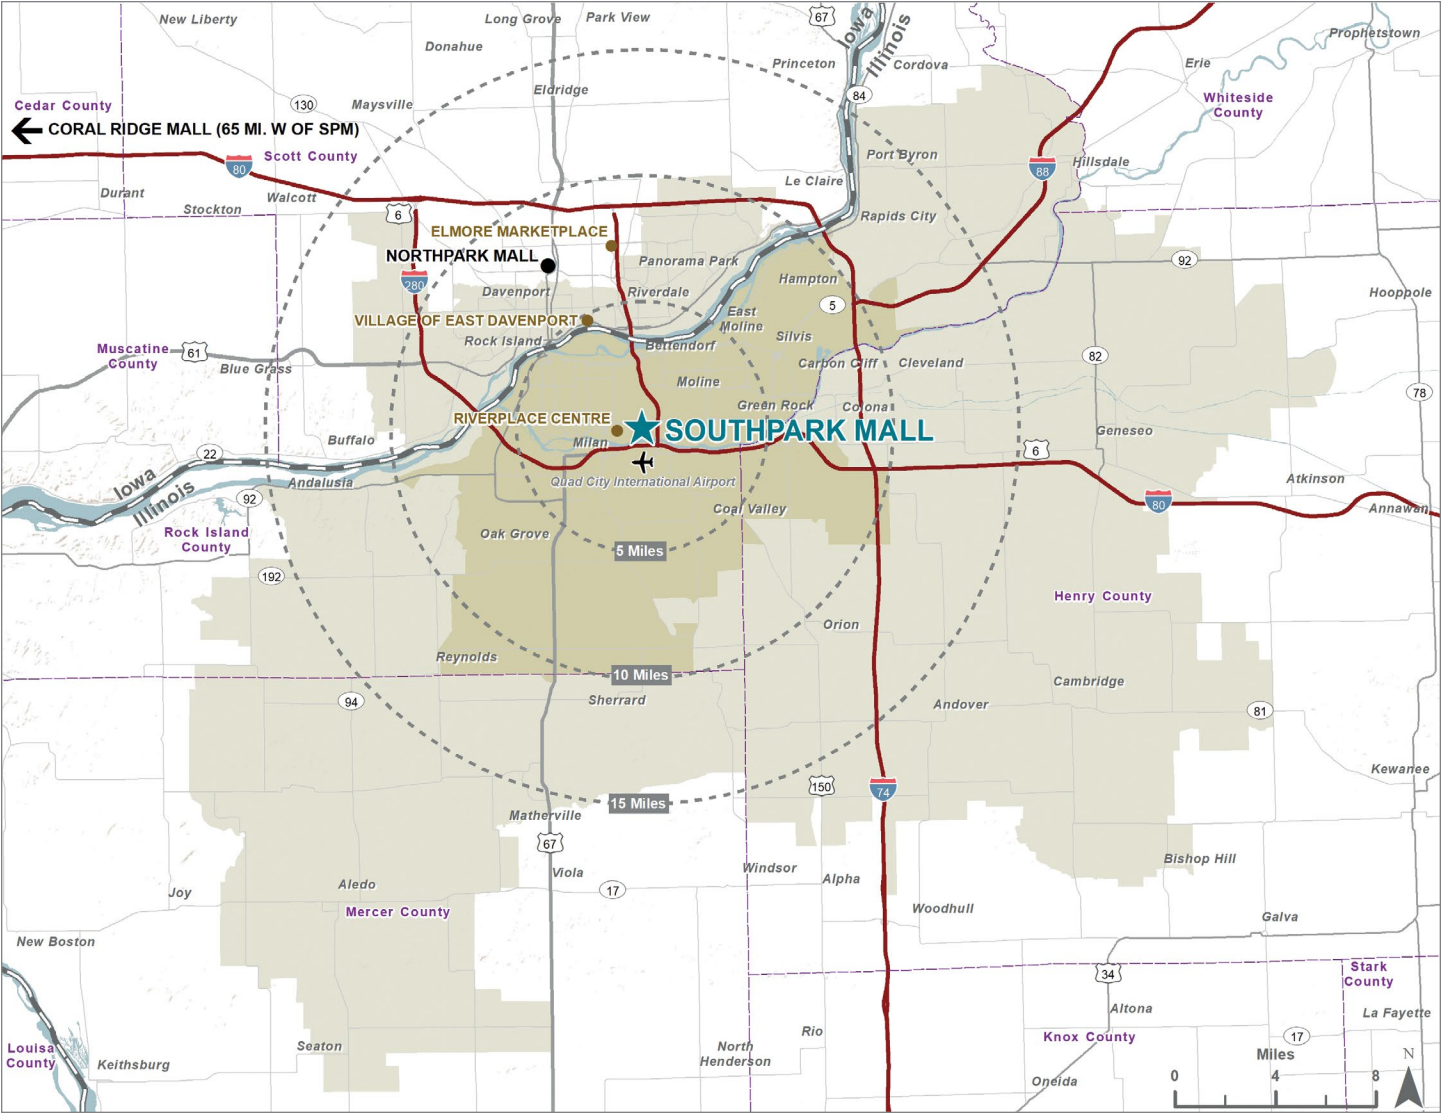 New Liberty
Long Grove
Park View
67
Iowa
Illinois
Donahue
Prophetstown
Princeton
Cordova
Erie
Eldridge
Cedar County
130
Maysville
84
Whiteside
County
← CORAL RIDGE MALL (65 MI. W OF SPM)
Scott County
Port Byron
Hillsdale
80
88
Le Claire
Durant
Walcott
Stockton
6
Rapids City
ELMORE MARKETPLACE
NORTHPARK MALL
Panorama Park
92
280
Hampton
Davenport
Riverdale
Hooppole
5
VILLAGE OF EAST DAVENPORT
East
Moline
Silvis
Rock Island
Bettendorf
Muscatine
County
61
Blue Grass
82
Carbon Cliff
Cleveland
Moline
78
Green Rock
Colona
RIVERPLACE CENTRE
SOUTHPARK MALL
Geneseo
Buffalo
Milan
22
6
Iowa
Illinois
Andalusia
Quad City International Airport
Atkinson
92
80
Coal Valley
Annawan
Rock Island
County
Oak Grove
5 Miles
192
Henry County
Orion
Reynolds
10 Miles
Cambridge
94
Sherrard
Andover
81
Kewanee
150
74
15 Miles
Matherville
67
Bishop Hill
Viola
Windsor
Alpha
Joy
Aledo
17
Mercer County
Woodhull
Galva
New Boston
34
Stark
County
Altona
La Fayette
Rio
Knox County
17
Louisa
County
Seaton
North
Henderson
Keithsburg
Miles
N
0 4 8
Oneida